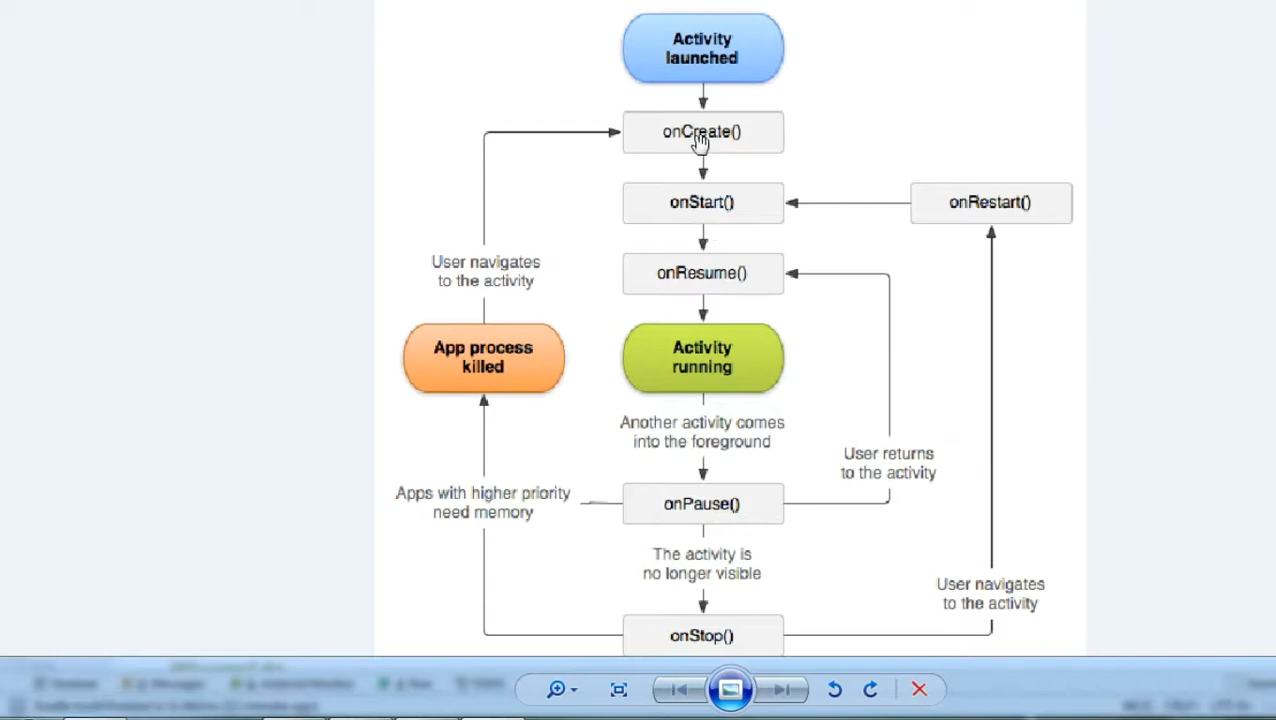 Activity
launched
onCreate()
onStart()
onRestart()
onResume()
User navigates
to the activity
App process
killed
Activity
running
Another activity comes
into the foreground
User returns
to the activity
Apps with higher priority
need memory
onPause()
The activity is
no longer visible
User navigates
to the activity
onStop()